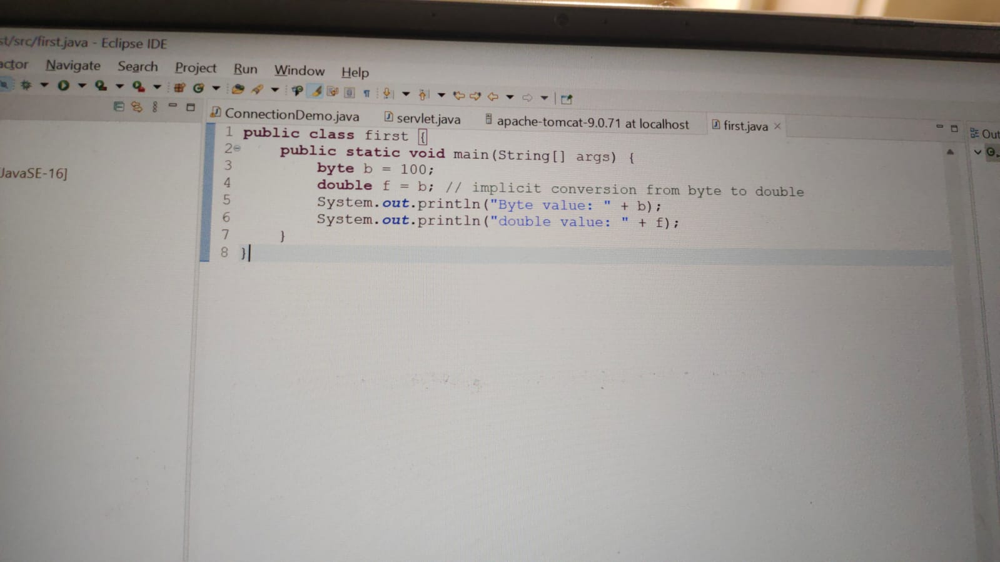 st/src/first.java - Eclipse IDE
actor Navigate Search Project Run Window Help
ConnectionDemo.java servlet.java apache-tomcat-9.0.71 at localhost first.java Out
JavaSE-16]
1 public class first {
2 public static void main(String[] args) {
3 byte b = 100;
4 double f = b; // implicit conversion from byte to double
5 System.out.println("Byte value: " + b);
6 System.out.println("double value: " + f);
7 }
8 }